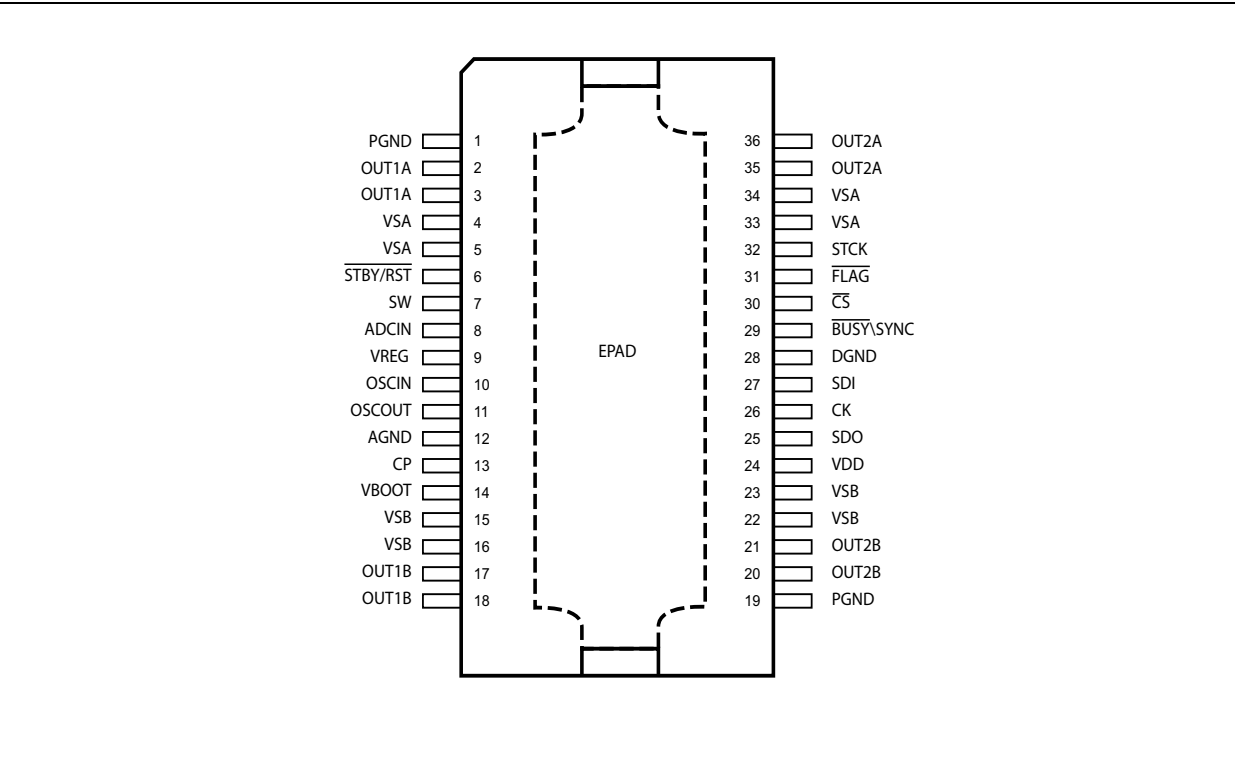 PGND 1 36 OUT2A
OUT1A 2 35 OUT2A
OUT1A 3 34 VSA
VSA 4 33 VSA
VSA 5 32 STCK
STBY/RST 6 31 FLAG
SW 7 30 CS
ADCIN 8 29 BUSY\SYNC
VREG 9 EPAD 28 DGND
OSCIN 10 27 SDI
OSCOUT 11 26 CK
AGND 12 25 SDO
CP 13 24 VDD
VBOOT 14 23 VSB
VSB 15 22 VSB
VSB 16 21 OUT2B
OUT1B 17 20 OUT2B
OUT1B 18 19 PGND